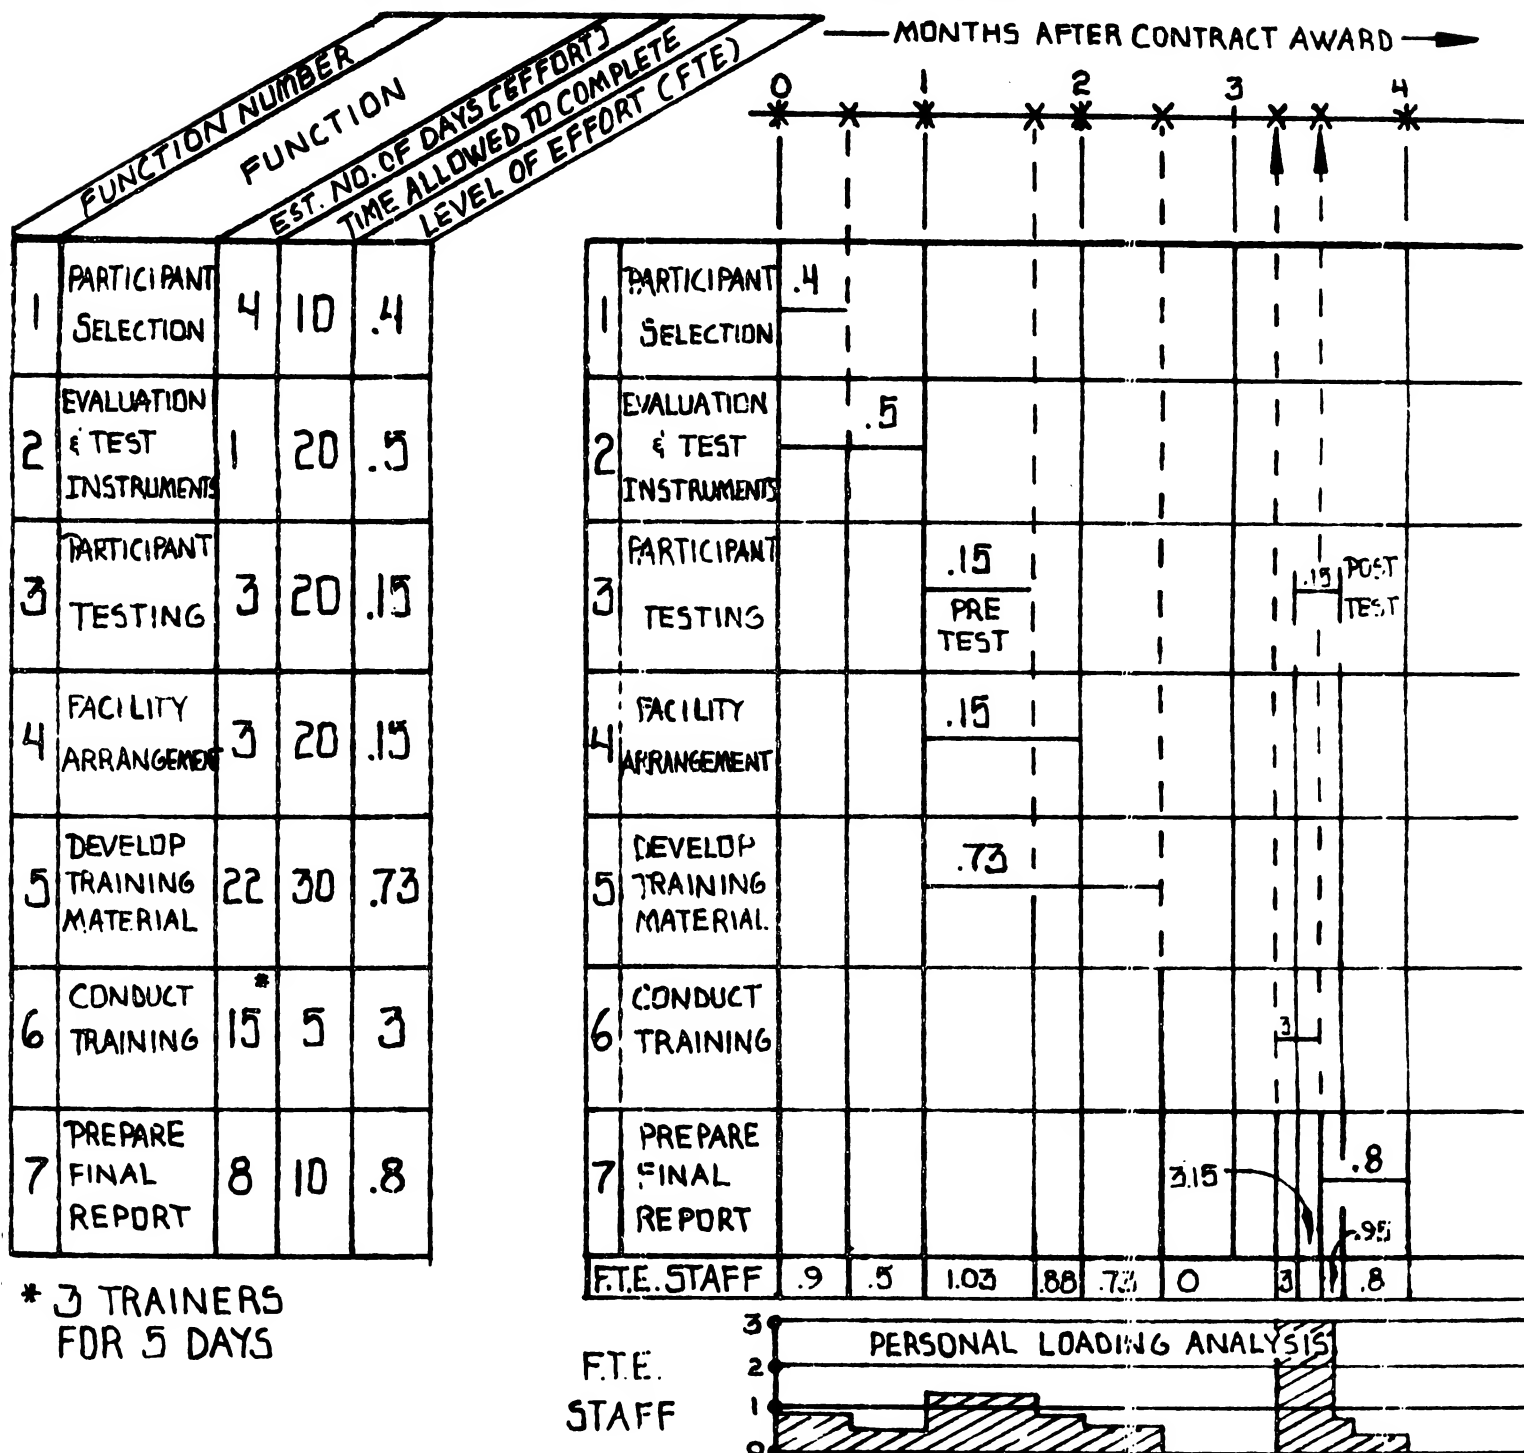 FUNCTION NUMBER
FUNCTION
EST. NO. OF DAYS (EFFORT)
TIME ALLOWED TO COMPLETE
LEVEL OF EFFORT (FTE)
MONTHS AFTER CONTRACT AWARD
0 1 2 3 4
1 PARTICIPANT SELECTION 4 10 .4
2 EVALUATION & TEST INSTRUMENTS 1 20 .5
3 PARTICIPANT TESTING 3 20 .15
4 FACILITY ARRANGEMENT 3 20 .15
5 DEVELOP TRAINING MATERIAL 22 30 .73
6 CONDUCT TRAINING 15* 5 3
7 PREPARE FINAL REPORT 8 10 .8
* 3 TRAINERS
FOR 5 DAYS
1 PARTICIPANT SELECTION .4
2 EVALUATION & TEST INSTRUMENTS .5
3 PARTICIPANT TESTING .15 PRE TEST .15 POST TEST
4 FACILITY ARRANGEMENT .15
5 DEVELOP TRAINING MATERIAL .73
6 CONDUCT TRAINING 3
7 PREPARE FINAL REPORT 3.15 .8 .95
F.T.E. STAFF .9 .5 1.03 .88 .73 0 3 .8
PERSONAL LOADING ANALYSIS
F.T.E.
STAFF
3
2
1
0